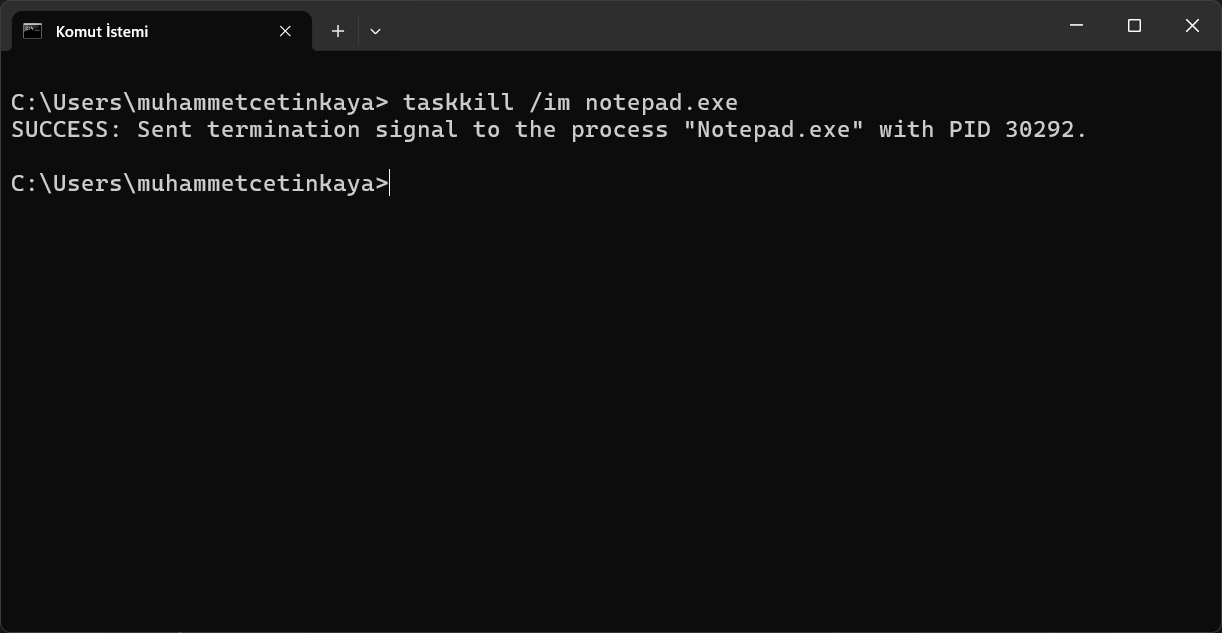 Komut İstemi
C:\Users\muhammetcetinkaya> taskkill /im notepad.exe
SUCCESS: Sent termination signal to the process "Notepad.exe" with PID 30292.
C:\Users\muhammetcetinkaya>